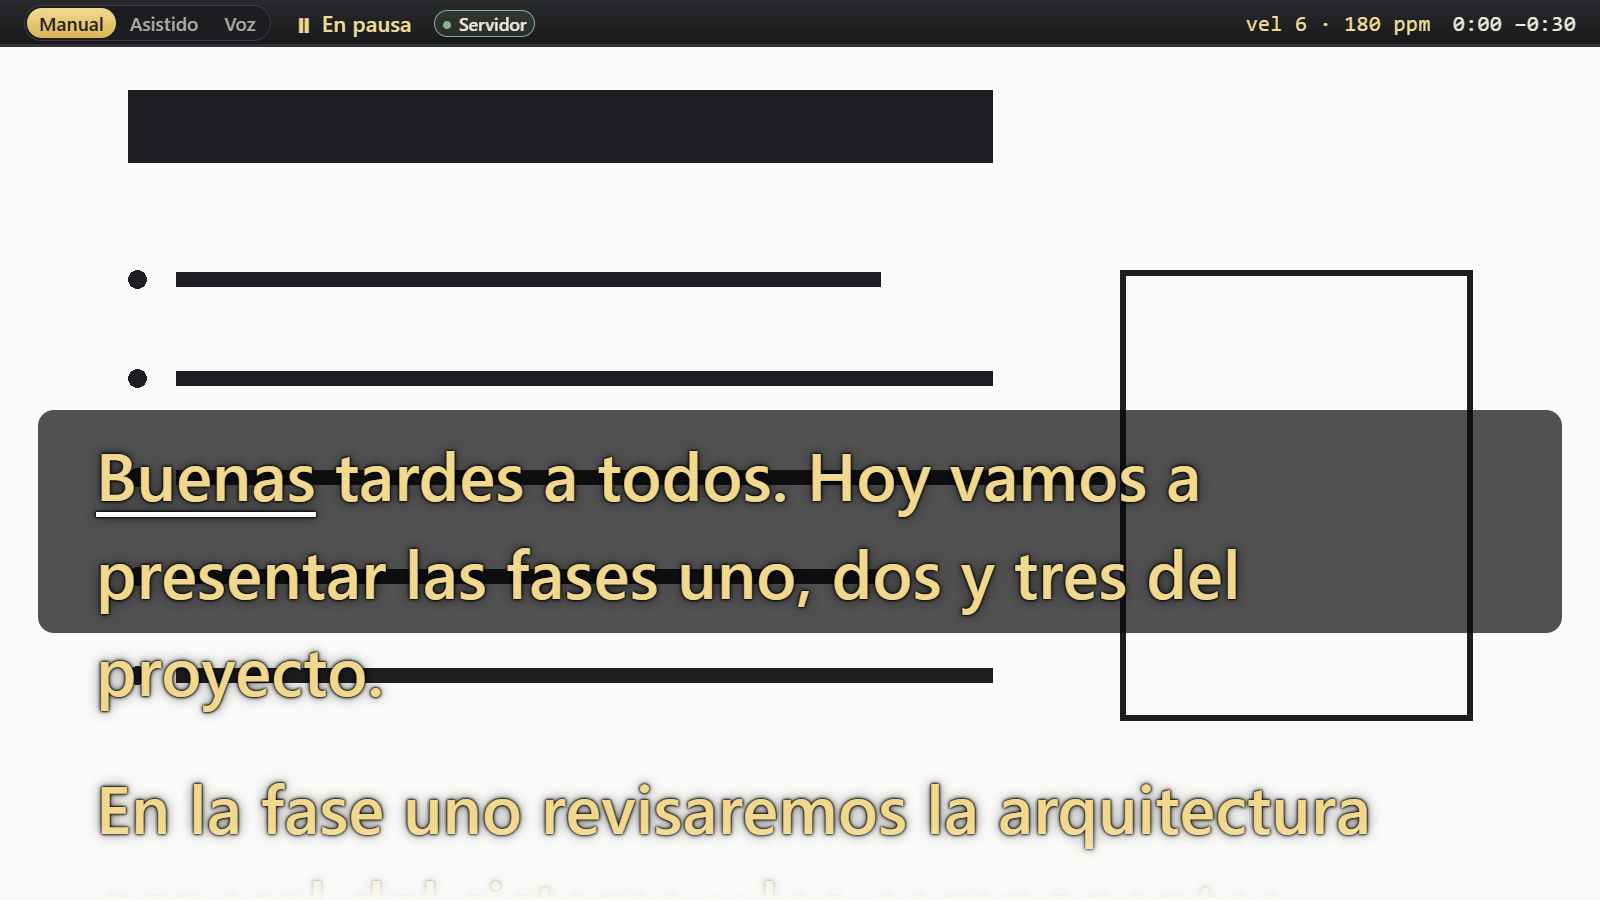 Manual Asistido Voz En pausa Servidor vel 6 · 180 ppm 0:00 −0:30
Buenas tardes a todos. Hoy vamos a
presentar las fases uno, dos y tres del
proyecto.
En la fase uno revisaremos la arquitectura